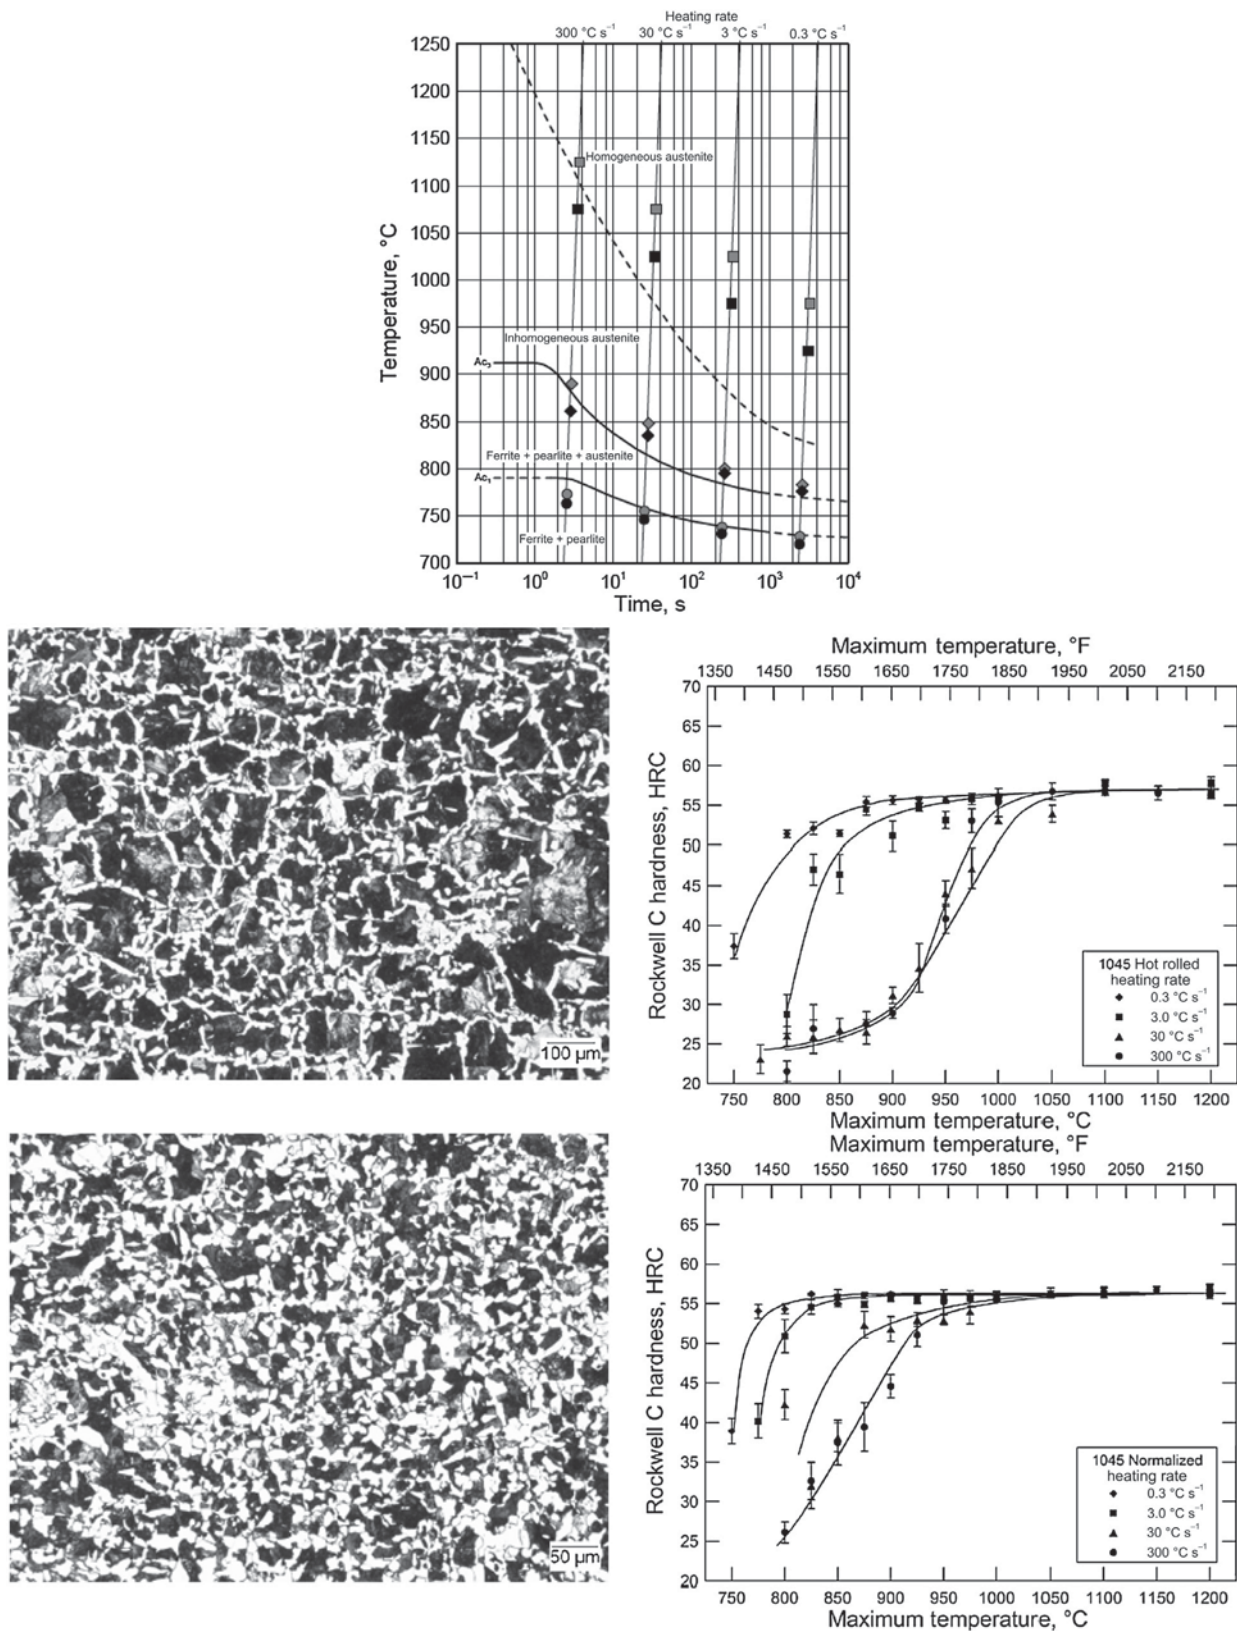 Heating rate
300 °C s⁻¹ 30 °C s⁻¹ 3 °C s⁻¹ 0.3 °C s⁻¹
1250
1200
1150
1100
1050
1000
950
900
850
800
750
700
Temperature, °C
Homogeneous austenite
Inhomogeneous austenite
Ac₃
Ferrite + pearlite + austenite
Ac₁
Ferrite + pearlite
10⁻¹ 10⁰ 10¹ 10² 10³ 10⁴
Time, s
100 µm
Maximum temperature, °F
1350 1450 1550 1650 1750 1850 1950 2050 2150
70
65
60
55
50
45
40
35
30
25
20
Rockwell C hardness, HRC
1045 Hot rolled
heating rate
0.3 °C s⁻¹
3.0 °C s⁻¹
30 °C s⁻¹
300 °C s⁻¹
750 800 850 900 950 1000 1050 1100 1150 1200
Maximum temperature, °C
50 µm
Maximum temperature, °F
1350 1450 1550 1650 1750 1850 1950 2050 2150
70
65
60
55
50
45
40
35
30
25
20
Rockwell C hardness, HRC
1045 Normalized
heating rate
0.3 °C s⁻¹
3.0 °C s⁻¹
30 °C s⁻¹
300 °C s⁻¹
750 800 850 900 950 1000 1050 1100 1150 1200
Maximum temperature, °C